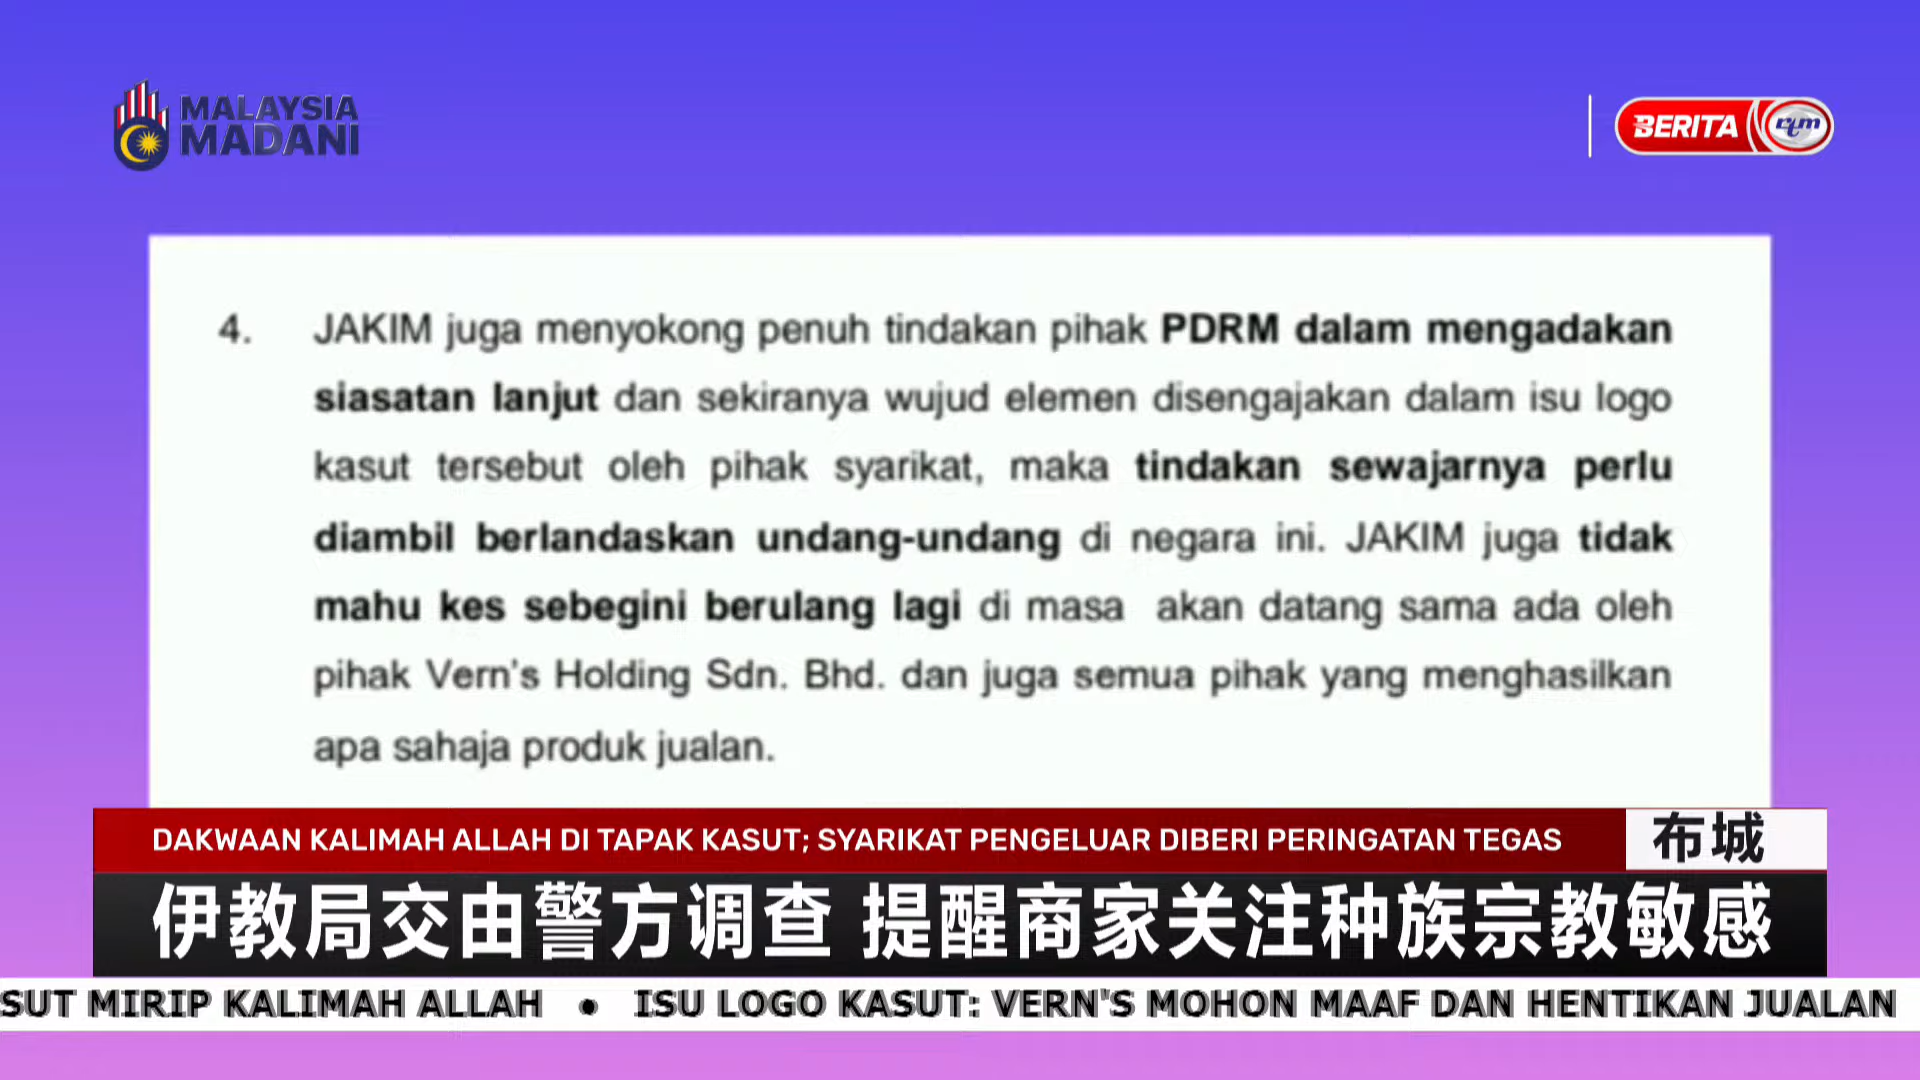 MALAYSIA
MADANI
BERITA rtm
4. JAKIM juga menyokong penuh tindakan pihak PDRM dalam mengadakan
siasatan lanjut dan sekiranya wujud elemen disengajakan dalam isu logo
kasut tersebut oleh pihak syarikat, maka tindakan sewajarnya perlu
diambil berlandaskan undang-undang di negara ini. JAKIM juga tidak
mahu kes sebegini berulang lagi di masa akan datang sama ada oleh
pihak Vern's Holding Sdn. Bhd. dan juga semua pihak yang menghasilkan
apa sahaja produk jualan.
DAKWAAN KALIMAH ALLAH DI TAPAK KASUT; SYARIKAT PENGELUAR DIBERI PERINGATAN TEGAS
布城
伊教局交由警方调查 提醒商家关注种族宗教敏感
SUT MIRIP KALIMAH ALLAH • ISU LOGO KASUT: VERN'S MOHON MAAF DAN HENTIKAN JUALAN